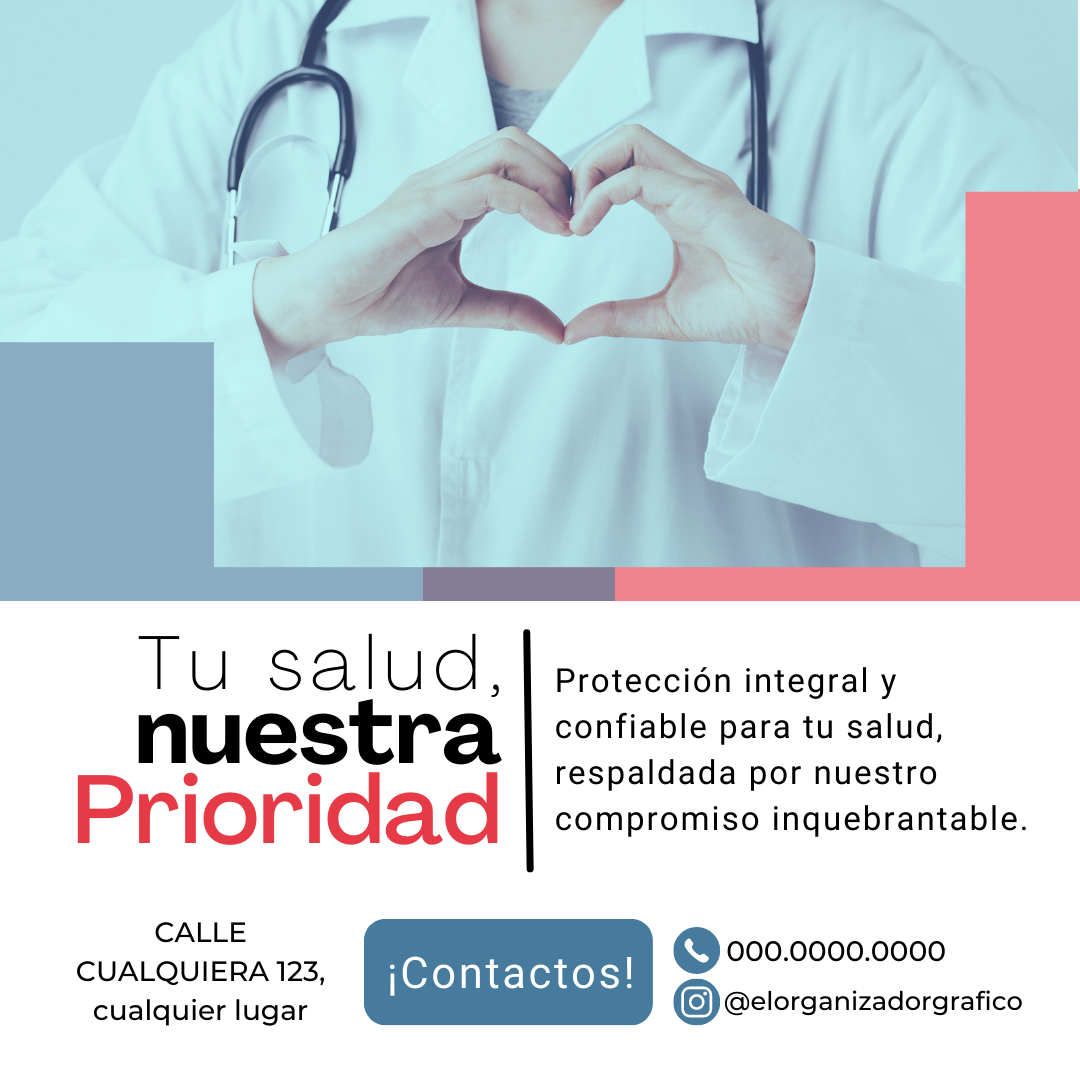 Tu salud,
nuestra
Prioridad
Protección integral y
confiable para tu salud,
respaldada por nuestro
compromiso inquebrantable.
CALLE
CUALQUIERA 123,
cualquier lugar
¡Contactos!
000.0000.0000
@elorganizadorgrafico